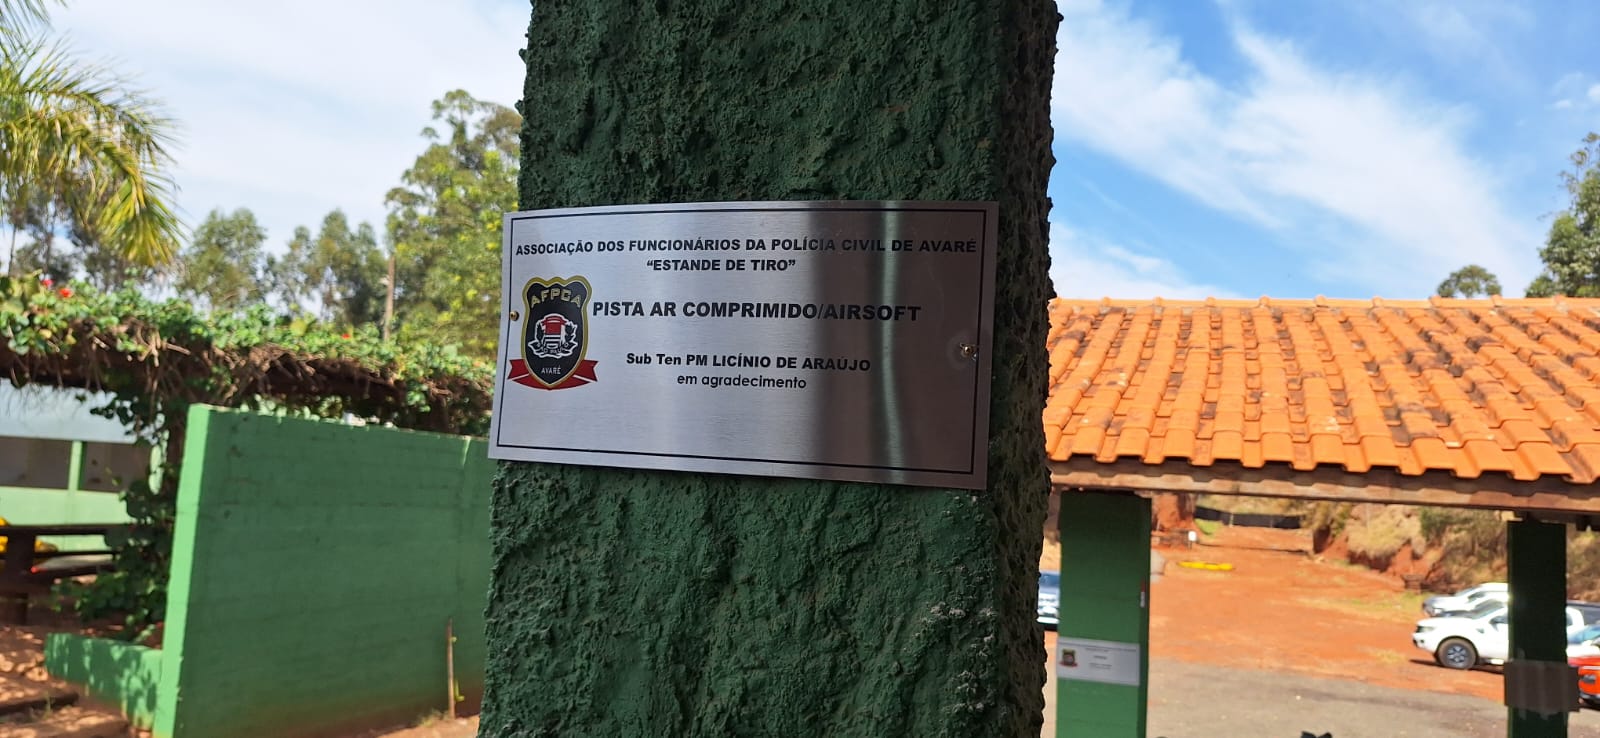 ASSOCIAÇÃO DOS FUNCIONÁRIOS DA POLÍCIA CIVIL DE AVARÉ
“ESTANDE DE TIRO”
AFPCA
AVARÉ
PISTA AR COMPRIMIDO/AIRSOFT
Sub Ten PM LICÍNIO DE ARAÚJO
em agradecimento